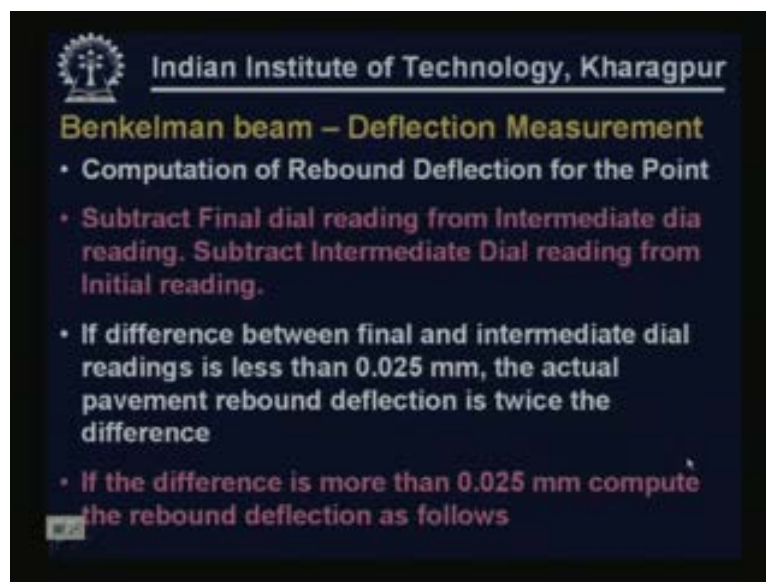 Indian Institute of Technology, Kharagpur
Benkelman beam – Deflection Measurement
• Computation of Rebound Deflection for the Point
• Subtract Final dial reading from Intermediate dia
reading. Subtract Intermediate Dial reading from
Initial reading.
• If difference between final and intermediate dial
readings is less than 0.025 mm, the actual
pavement rebound deflection is twice the
difference
• If the difference is more than 0.025 mm compute
the rebound deflection as follows